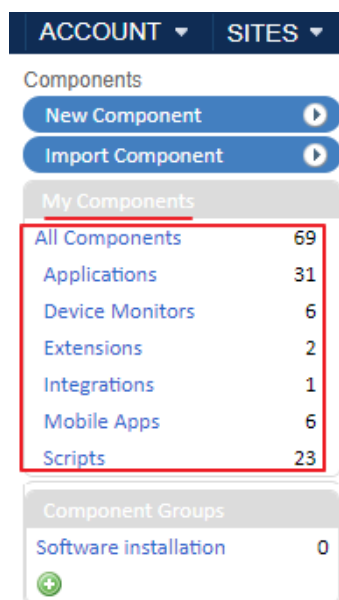 ACCOUNT SITES
Components
New Component
Import Component
My Components
All Components 69
Applications 31
Device Monitors 6
Extensions 2
Integrations 1
Mobile Apps 6
Scripts 23
Component Groups
Software installation 0